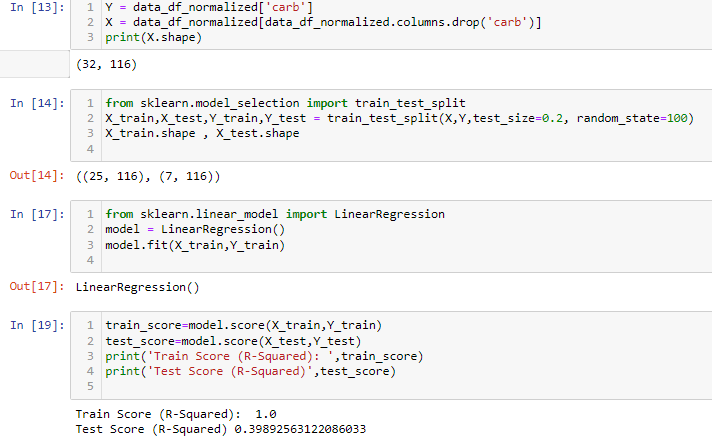 In [13]: 1 Y = data_df_normalized['carb']
2 X = data_df_normalized[data_df_normalized.columns.drop('carb')]
3 print(X.shape)
(32, 116)
In [14]: 1 from sklearn.model_selection import train_test_split
2 X_train,X_test,Y_train,Y_test = train_test_split(X,Y,test_size=0.2, random_state=100)
3 X_train.shape , X_test.shape
4
Out[14]: ((25, 116), (7, 116))
In [17]: 1 from sklearn.linear_model import LinearRegression
2 model = LinearRegression()
3 model.fit(X_train,Y_train)
4
Out[17]: LinearRegression()
In [19]: 1 train_score=model.score(X_train,Y_train)
2 test_score=model.score(X_test,Y_test)
3 print('Train Score (R-Squared): ',train_score)
4 print('Test Score (R-Squared)',test_score)
5
Train Score (R-Squared):  1.0
Test Score (R-Squared) 0.39892563122086033